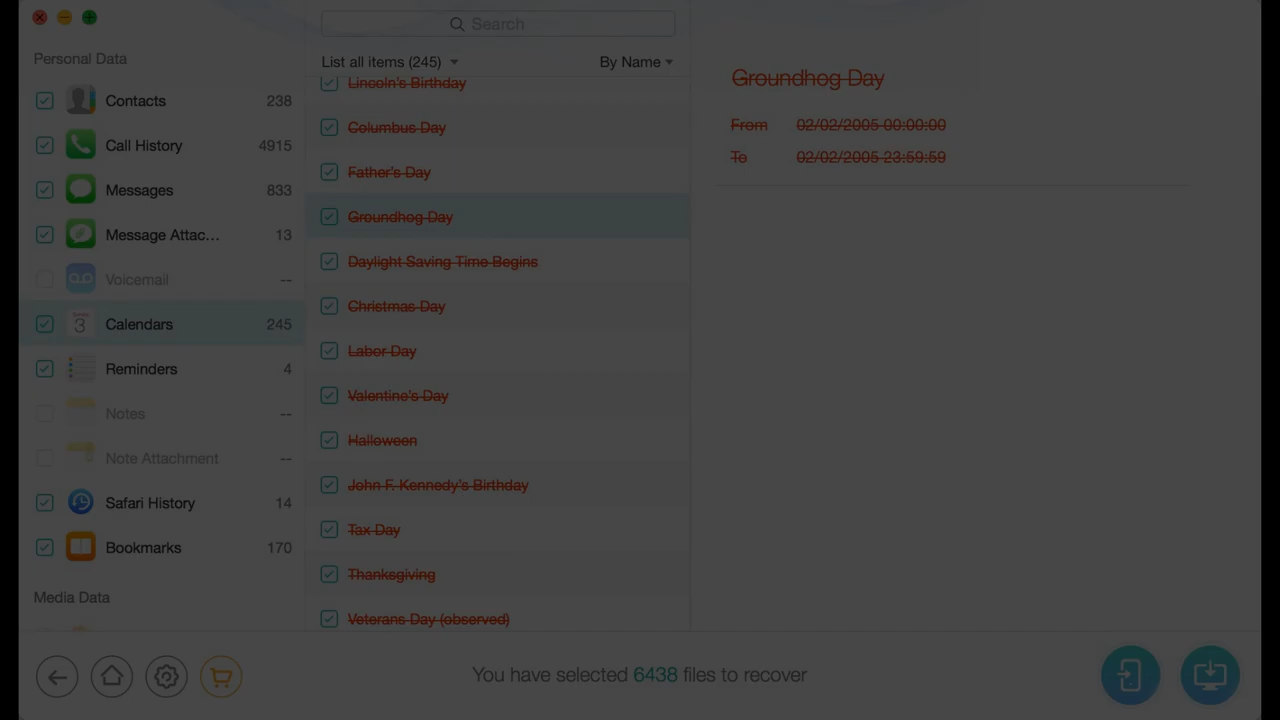 Search
Personal Data
List all items (245)
By Name
Contacts 238
Call History 4915
Messages 833
Message Attac... 13
Voicemail --
Calendars 245
3
Reminders 4
Notes --
Note Attachment --
Safari History 14
Bookmarks 170
Media Data
Lincoln's Birthday
Columbus Day
Father's Day
Groundhog Day
Daylight Saving Time Begins
Christmas Day
Labor Day
Valentine's Day
Halloween
John F. Kennedy's Birthday
Tax Day
Thanksgiving
Veterans Day (observed)
Groundhog Day
From 02/02/2005 00:00:00
To 02/02/2005 23:59:59
You have selected 6438 files to recover